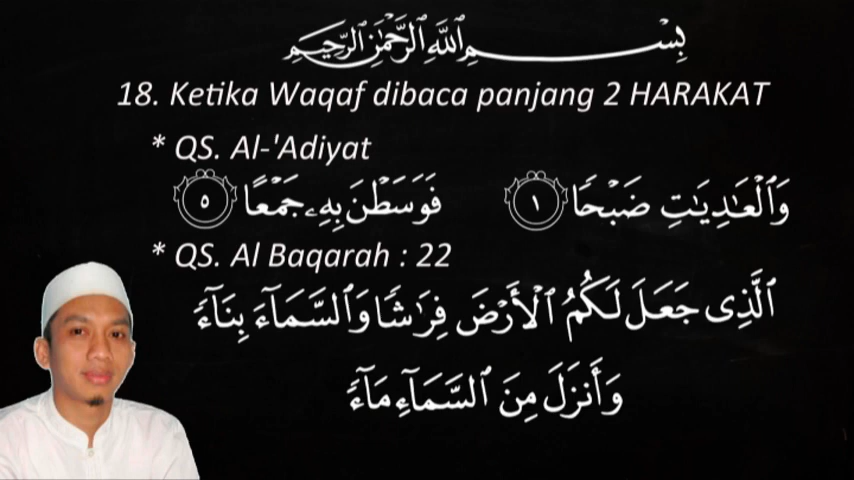 بِسْمِ اللَّهِ الرَّحْمَٰنِ الرَّحِيمِ
18. Ketika Waqaf dibaca panjang 2 HARAKAT
* QS. Al-'Adiyat
وَٱلْعَـٰدِيَـٰتِ ضَبْحًا ١ فَوَسَطْنَ بِهِۦ جَمْعًا ٥
* QS. Al Baqarah : 22
ٱلَّذِى جَعَلَ لَكُمُ ٱلْأَرْضَ فِرَٰشًا وَٱلسَّمَآءَ بِنَآءً
وَأَنزَلَ مِنَ ٱلسَّمَآءِ مَآءً